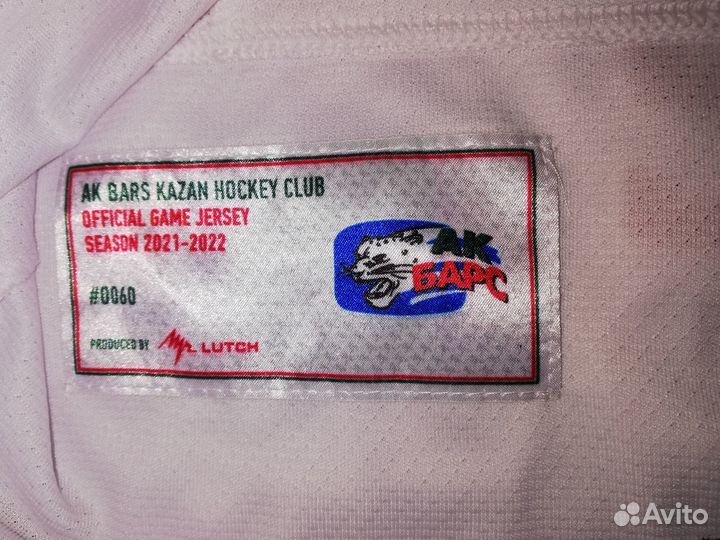 AK BARS KAZAN HOCKEY CLUB
OFFICIAL GAME JERSEY
SEASON 2021-2022
#0060
PRODUCED BY LUTCH
АК
БАРС
Avito